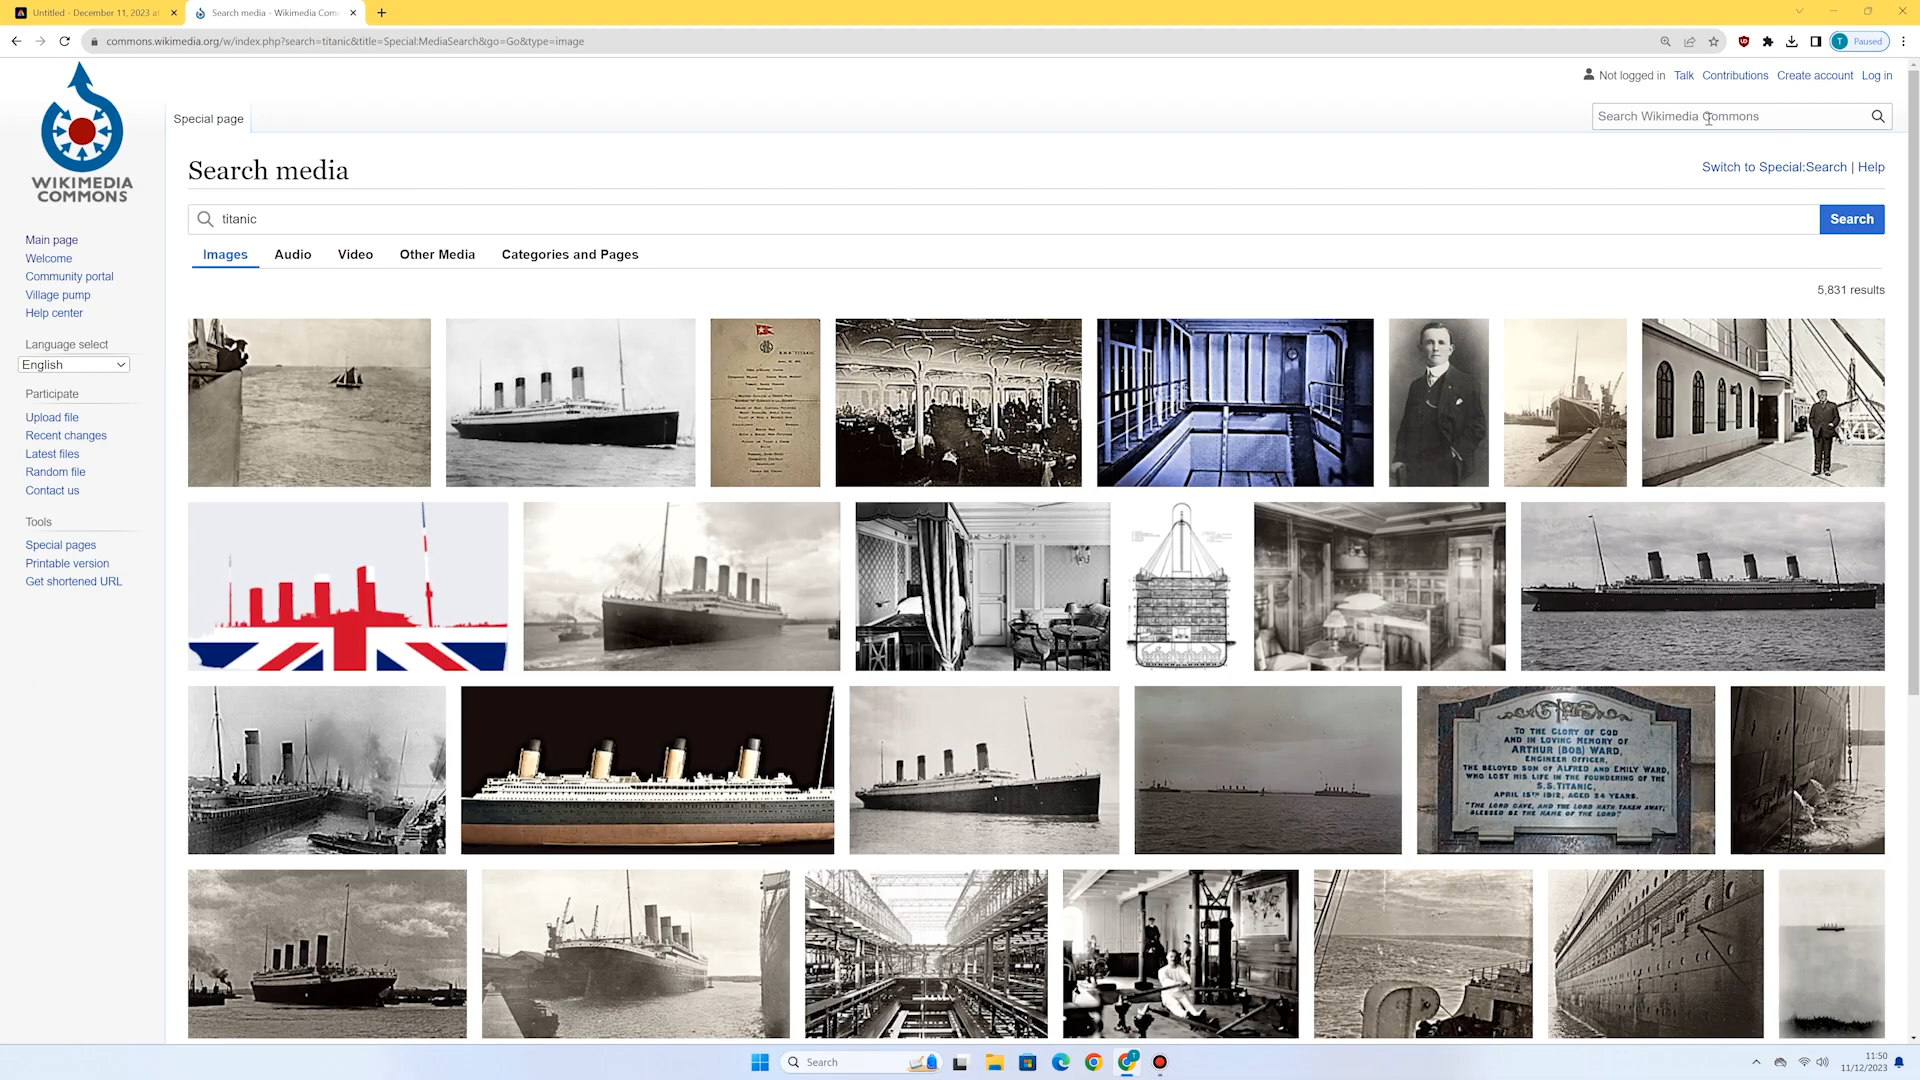 Untitled - December 11, 2023 at
Search media - Wikimedia Com
commons.wikimedia.org/w/index.php?search=titanic&title=Special:MediaSearch&go=Go&type=image
T Paused
Not logged in Talk Contributions Create account Log in
Special page
Search Wikimedia Commons
WIKIMEDIA
COMMONS
Search media
Switch to Special:Search | Help
titanic
Search
Images Audio Video Other Media Categories and Pages
5,831 results
Main page
Welcome
Community portal
Village pump
Help center
Language select
English
Participate
Upload file
Recent changes
Latest files
Random file
Contact us
Tools
Special pages
Printable version
Get shortened URL
R.M.S. "TITANIC"
TO THE GLORY OF GOD
AND IN LOVING MEMORY OF
ARTHUR (BOB) WARD,
ENGINEER OFFICER,
THE BELOVED SON OF ALFRED AND EMILY WARD,
WHO LOST HIS LIFE IN THE FOUNDERING OF THE
S.S. TITANIC,
APRIL 15TH 1912, AGED 24 YEARS.
"THE LORD GAVE, AND THE LORD HATH TAKEN AWAY;
BLESSED BE THE NAME OF THE LORD."
Search
11:50
11/12/2023